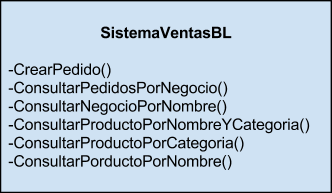 SistemaVentasBL
-CrearPedido()
-ConsultarPedidosPorNegocio()
-ConsultarNegocioPorNombre()
-ConsultarProductoPorNombreYCategoria()
-ConsultarProductoPorCategoria()
-ConsultarPorductoPorNombre()